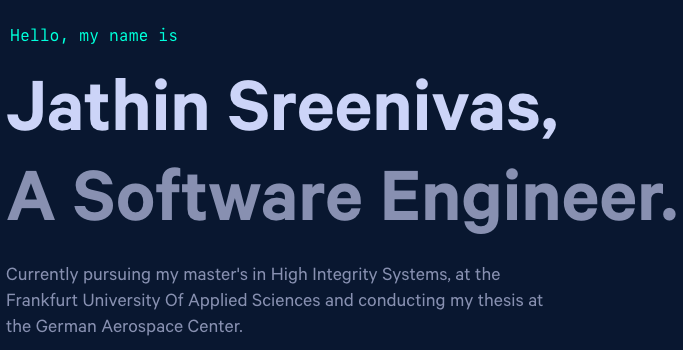 Hello, my name is
Jathin Sreenivas,
A Software Engineer.
Currently pursuing my master's in High Integrity Systems, at the
Frankfurt University Of Applied Sciences and conducting my thesis at
the German Aerospace Center.